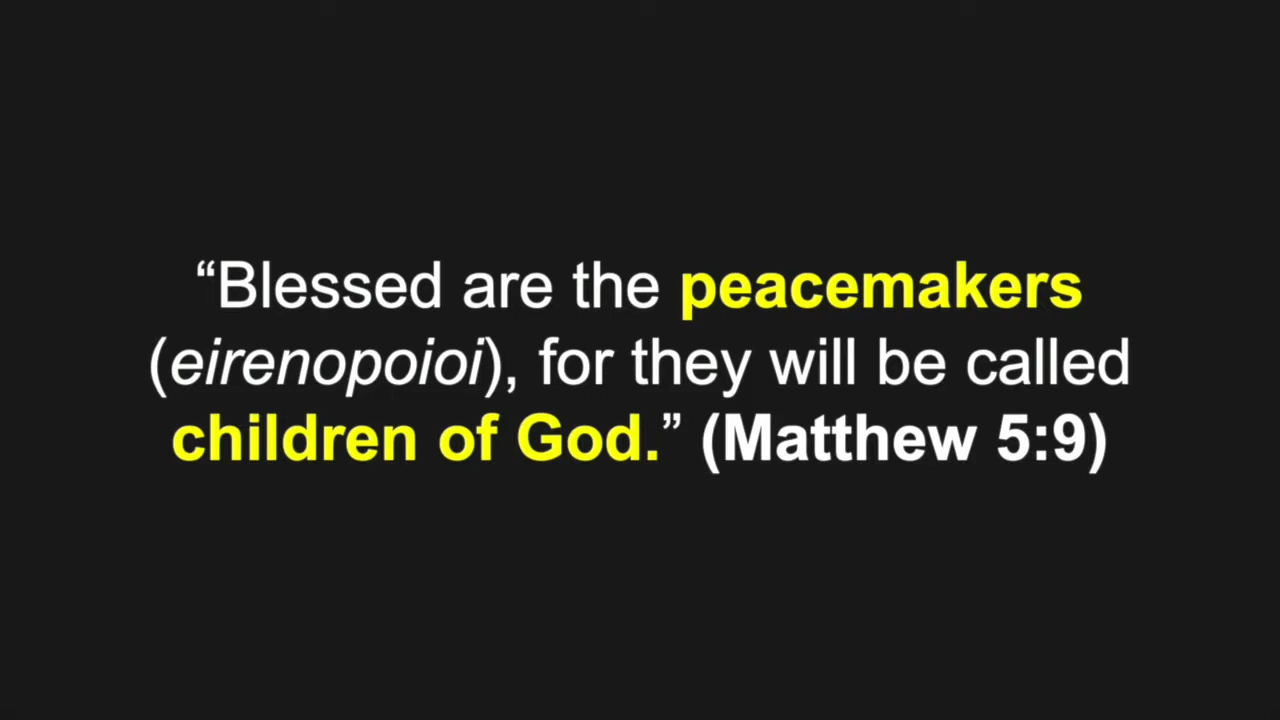 “Blessed are the peacemakers
(eirenopoioi), for they will be called
children of God.” (Matthew 5:9)